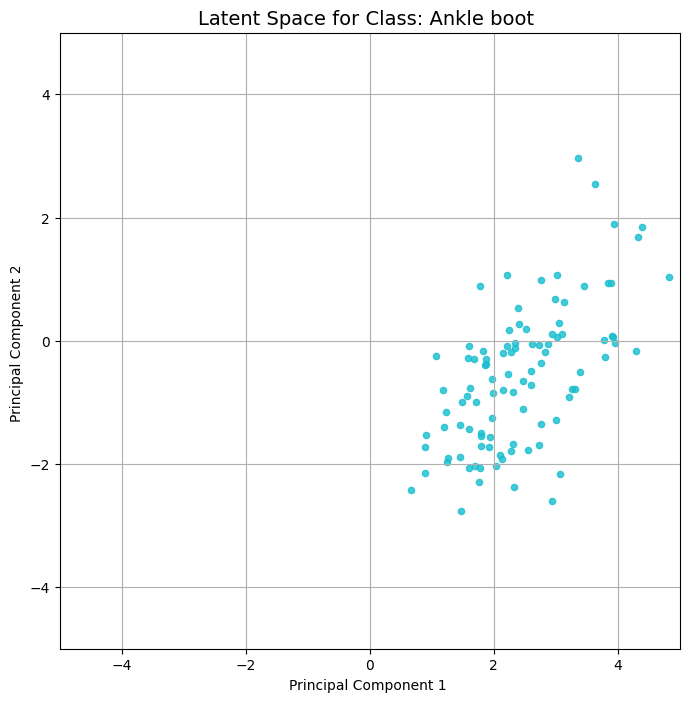 Latent Space for Class: Ankle boot
4
2
0
−2
−4
Principal Component 2
−4 −2 0 2 4
Principal Component 1